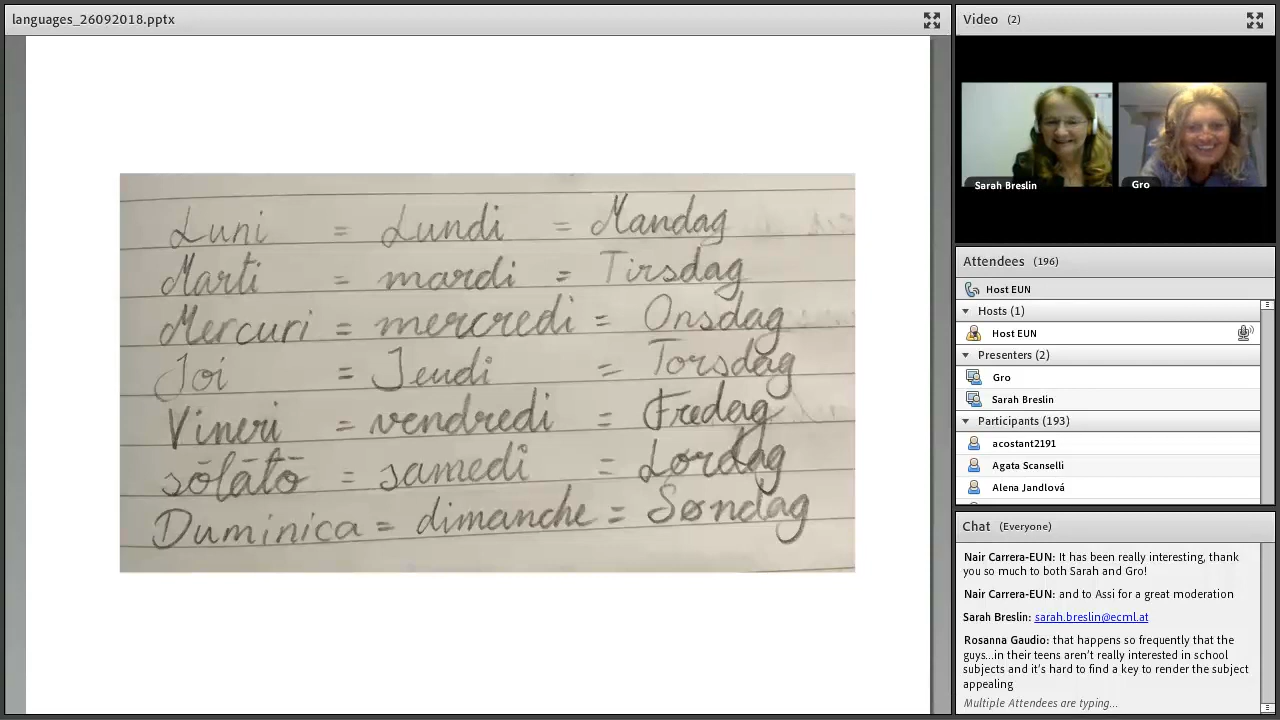 languages_26092018.pptx
Luni = Lundi = Mandag
Marti = mardi = Tirsdag
Mercuri = mercredi = Onsdag
Joi = Jeudi = Torsdag
Vineri = vendredi = Fredag
sōlātō = samedi = Lørdag
Duminica = dimanche = Søndag
Video (2)
Sarah Breslin
Gro
Attendees (196)
Host EUN
Hosts (1)
Host EUN
Presenters (2)
Gro
Sarah Breslin
Participants (193)
acostant2191
Agata Scanselli
Alena Jandlová
Chat (Everyone)
Nair Carrera-EUN: It has been really interesting, thank
you so much to both Sarah and Gro!
Nair Carrera-EUN: and to Assi for a great moderation
Sarah Breslin: sarah.breslin@ecml.at
Rosanna Gaudio: that happens so frequently that the
guys...in their teens aren't really interested in school
subjects and it's hard to find a key to render the subject
appealing
Multiple Attendees are typing...